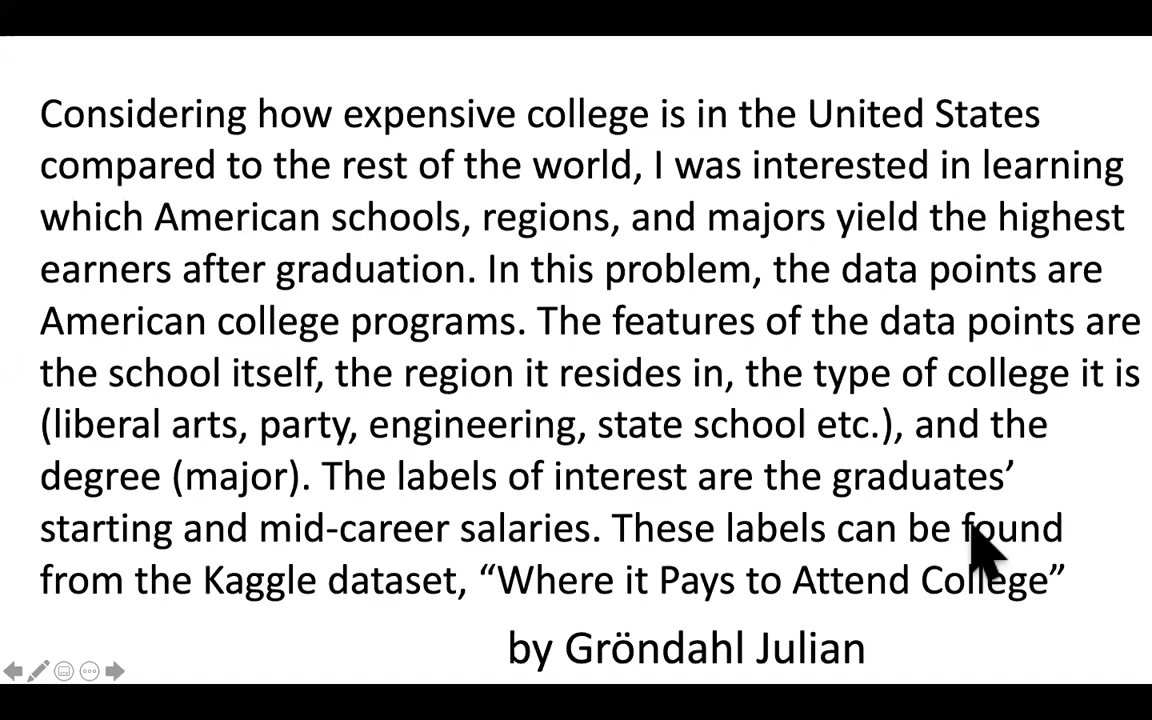 Considering how expensive college is in the United States
compared to the rest of the world, I was interested in learning
which American schools, regions, and majors yield the highest
earners after graduation. In this problem, the data points are
American college programs. The features of the data points are
the school itself, the region it resides in, the type of college it is
(liberal arts, party, engineering, state school etc.), and the
degree (major). The labels of interest are the graduates’
starting and mid-career salaries. These labels can be found
from the Kaggle dataset, “Where it Pays to Attend College”
by Gröndahl Julian